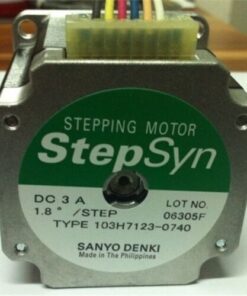 STEPPING MOTOR
StepSyn
DC 3 A LOT NO.
1.8° /STEP 06305F
TYPE 103H7123-0740
SANYO DENKI
Made in The Philippines